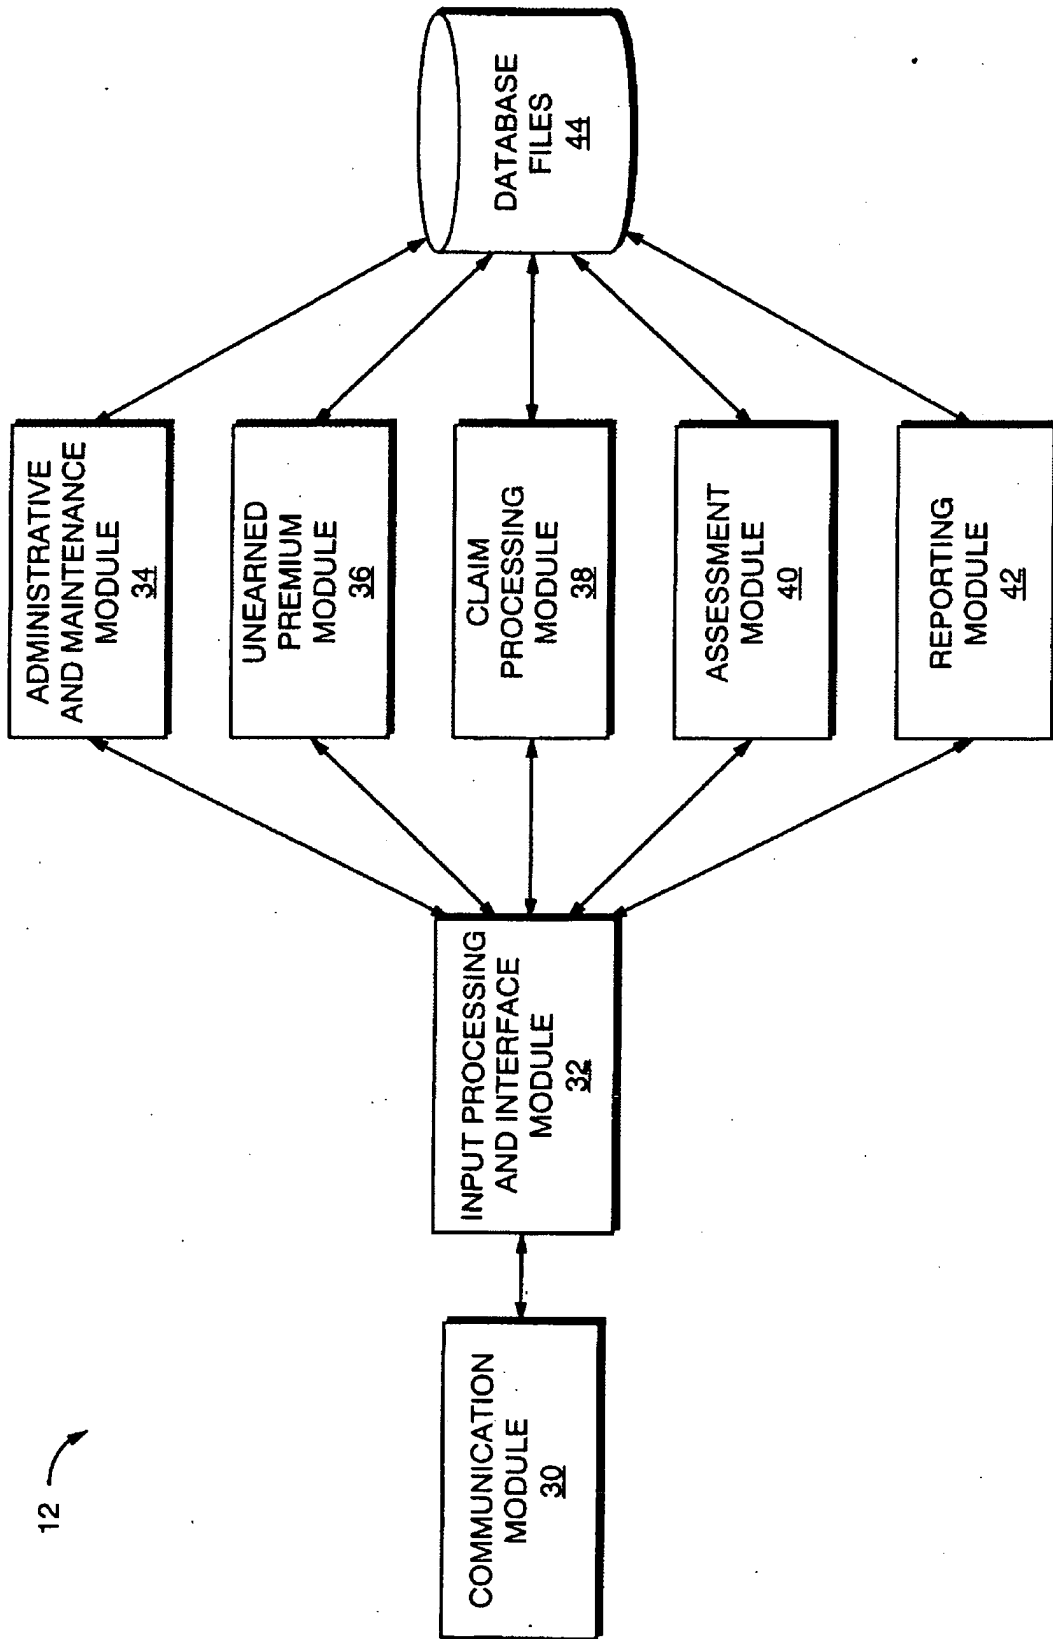 12
COMMUNICATION
MODULE
30
INPUT PROCESSING
AND INTERFACE
MODULE
32
ADMINISTRATIVE
AND MAINTENANCE
MODULE
34
UNEARNED
PREMIUM
MODULE
36
CLAIM
PROCESSING
MODULE
38
ASSESSMENT
MODULE
40
REPORTING
MODULE
42
DATABASE
FILES
44